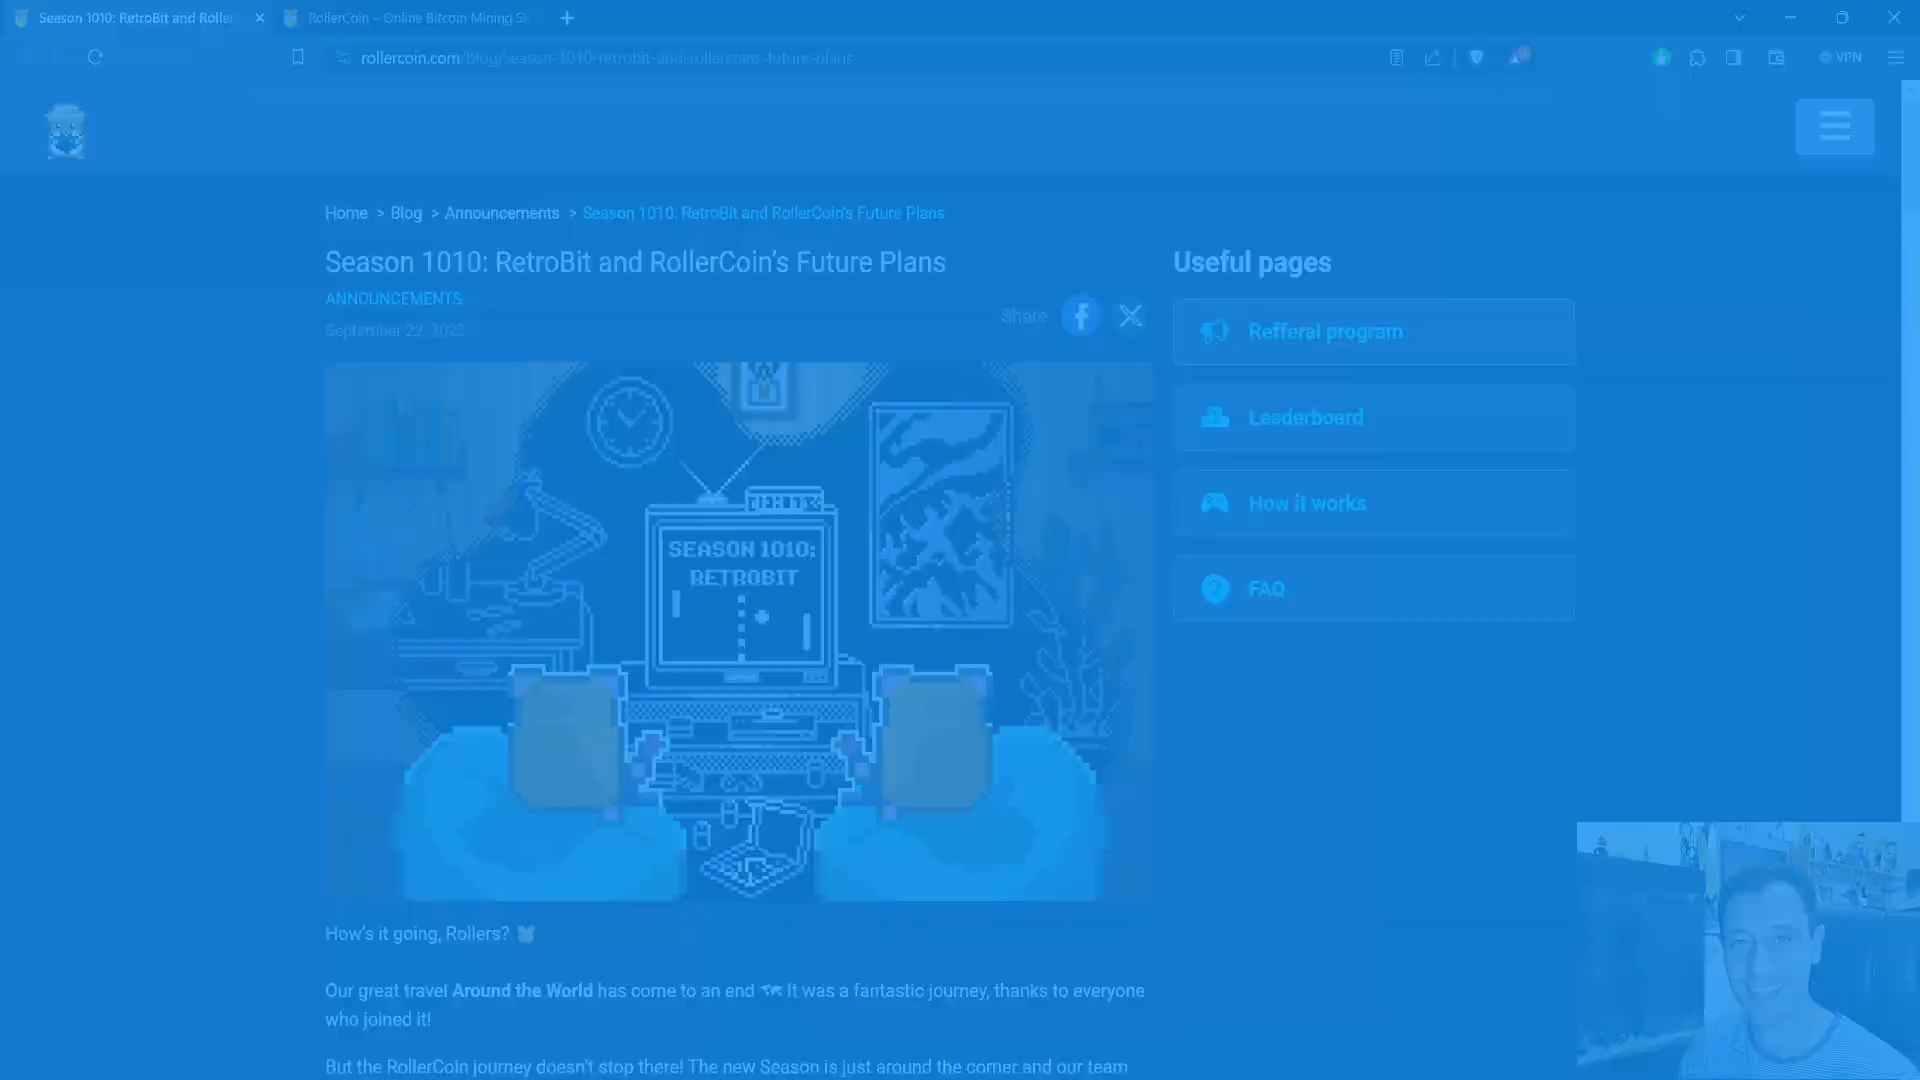 Season 1010: RetroBit and Roller
RollerCoin – Online Bitcoin Mining Si
rollercoin.com/blog/season-1010-retrobit-and-rollercoins-future-plans
VPN
Home > Blog > Announcements > Season 1010: RetroBit and RollerCoin's Future Plans
Season 1010: RetroBit and RollerCoin's Future Plans
ANNOUNCEMENTS
September 22, 2023
Share
SEASON 1010:
RETROBIT
How's it going, Rollers?
Our great travel Around the World has come to an end It was a fantastic journey, thanks to everyone
who joined it!
But the RollerCoin journey doesn't stop there! The new Season is just around the corner and our team
Useful pages
Refferal program
Leaderboard
How it works
FAQ